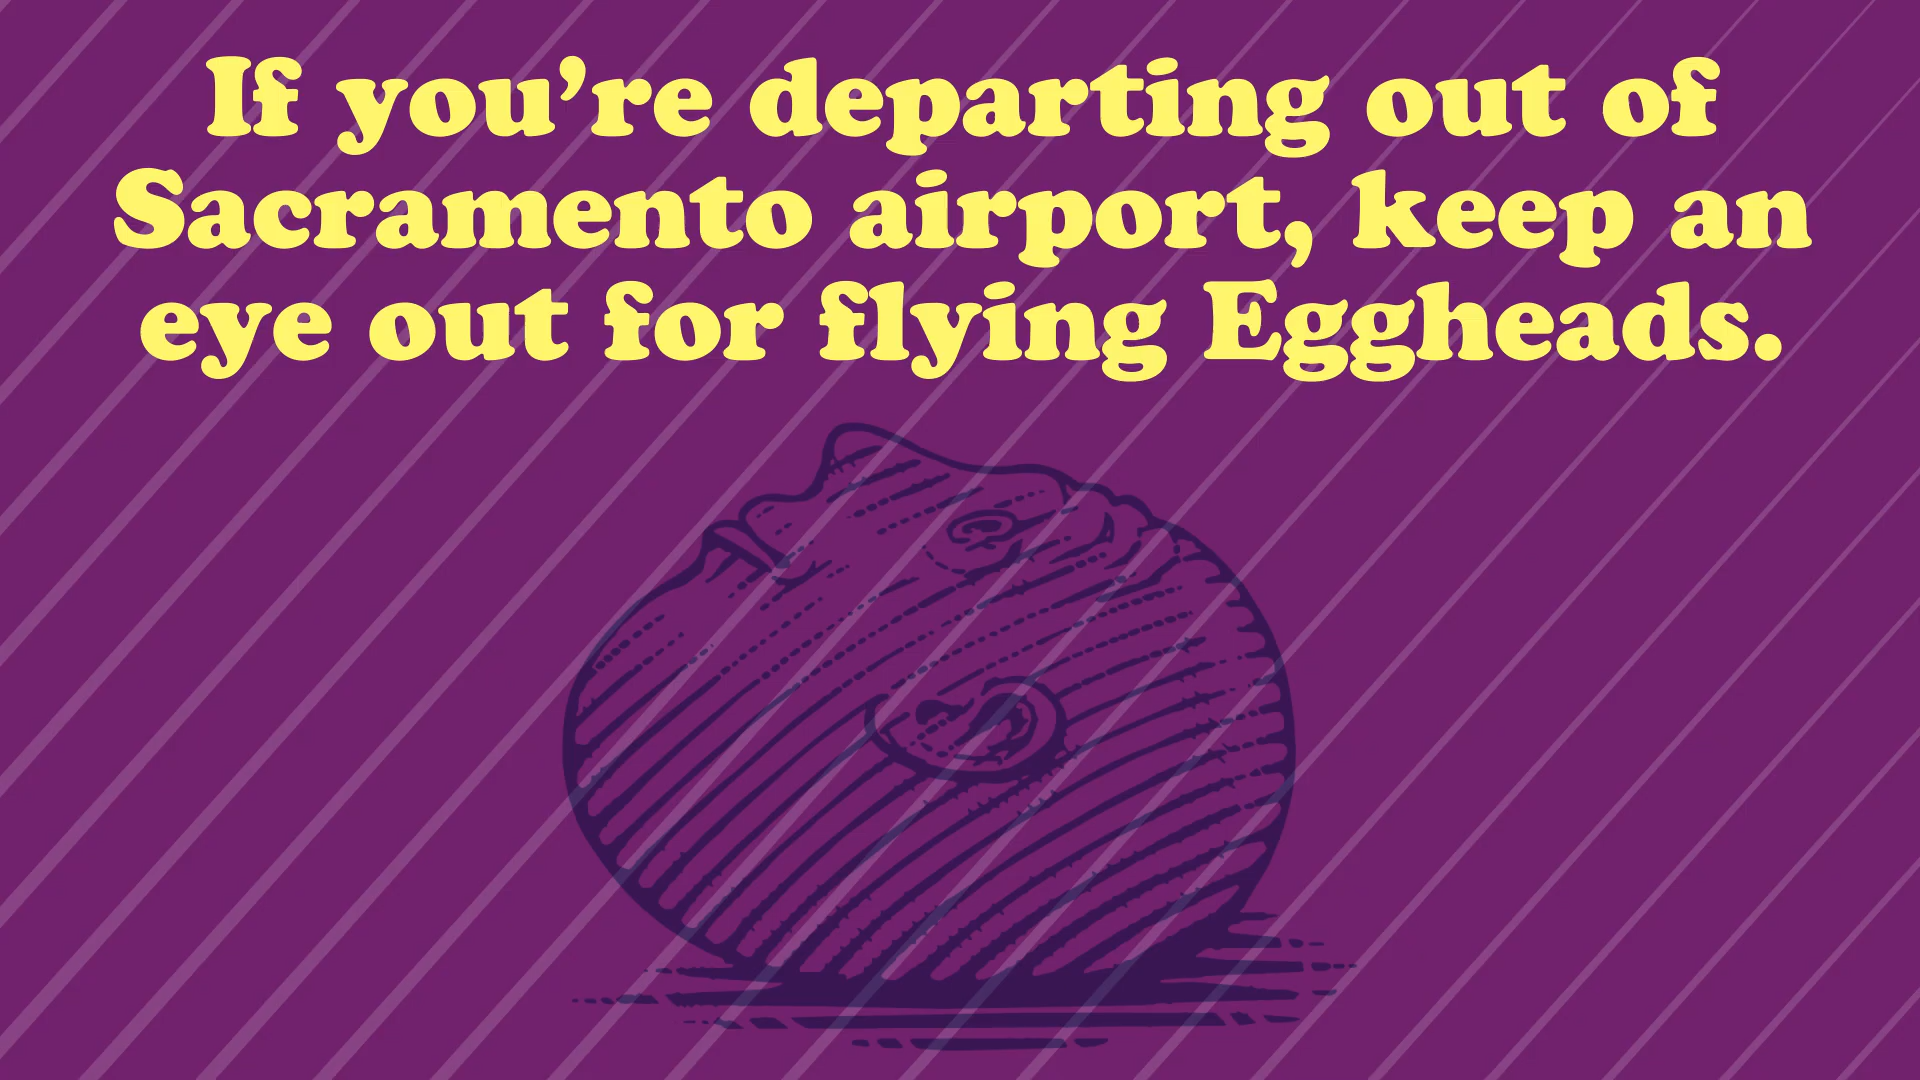 If you’re departing out of
Sacramento airport, keep an
eye out for flying Eggheads.